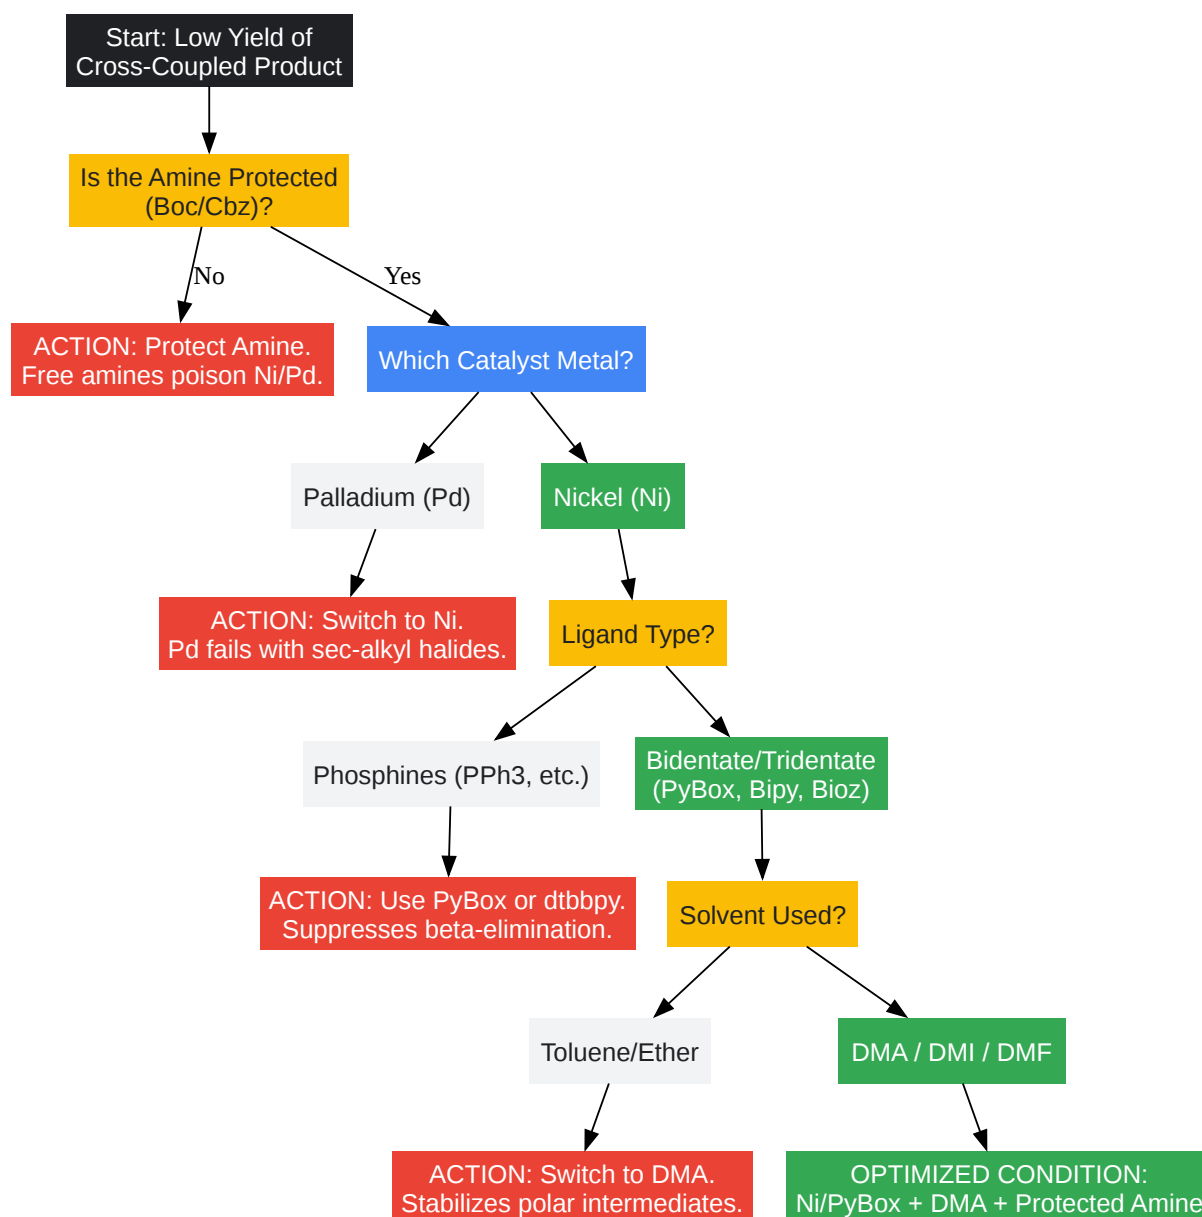 Start: Low Yield of
Cross-Coupled Product
Is the Amine Protected
(Boc/Cbz)?
No
Yes
ACTION: Protect Amine.
Free amines poison Ni/Pd.
Which Catalyst Metal?
Palladium (Pd)
Nickel (Ni)
ACTION: Switch to Ni.
Pd fails with sec-alkyl halides.
Ligand Type?
Phosphines (PPh3, etc.)
Bidentate/Tridentate
(PyBox, Bipy, Bioz)
ACTION: Use PyBox or dtbbpy.
Suppresses beta-elimination.
Solvent Used?
Toluene/Ether
DMA / DMI / DMF
ACTION: Switch to DMA.
Stabilizes polar intermediates.
OPTIMIZED CONDITION:
Ni/PyBox + DMA + Protected Amine